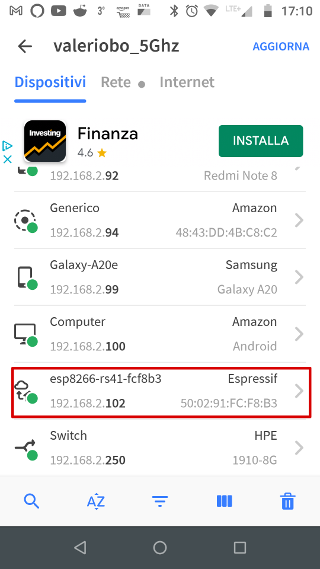 3° DATA LTE+ 17:10
valeriobo_5Ghz AGGIORNA
Dispositivi Rete Internet
Investing Finanza
4.6 INSTALLA
192.168.2.92 Redmi Note 8
Generico Amazon
192.168.2.94 48:43:DD:4B:C8:C2
Galaxy-A20e Samsung
192.168.2.99 Galaxy A20
Computer Amazon
192.168.2.100 Android
esp8266-rs41-fcf8b3 Espressif
192.168.2.102 50:02:91:FC:F8:B3
Switch HPE
192.168.2.250 1910-8G
AZ